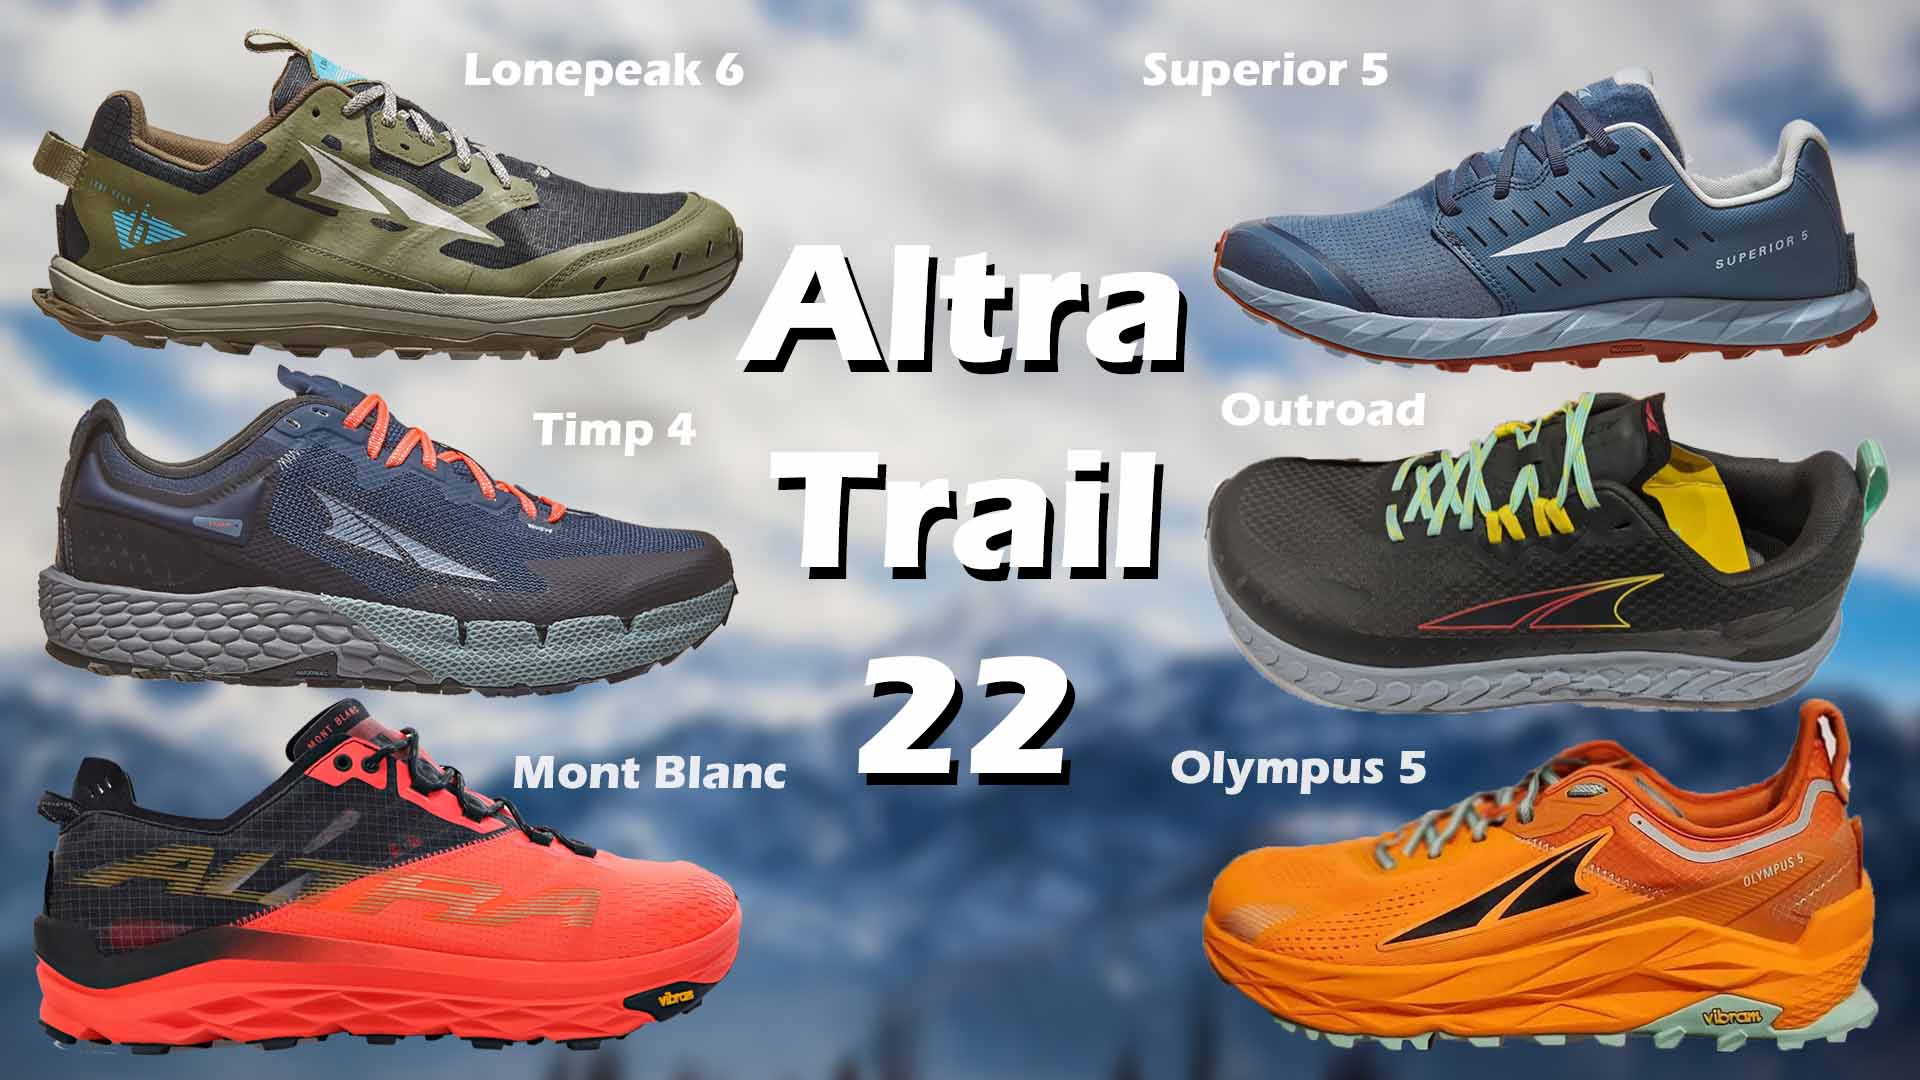 Lonepeak 6
Superior 5
Altra
SUPERIOR 5
Timp 4
Outroad
Trail
22
MONT BLANC
Mont Blanc
Olympus 5
ALTRA
OLYMPUS 5
vibram
vibram